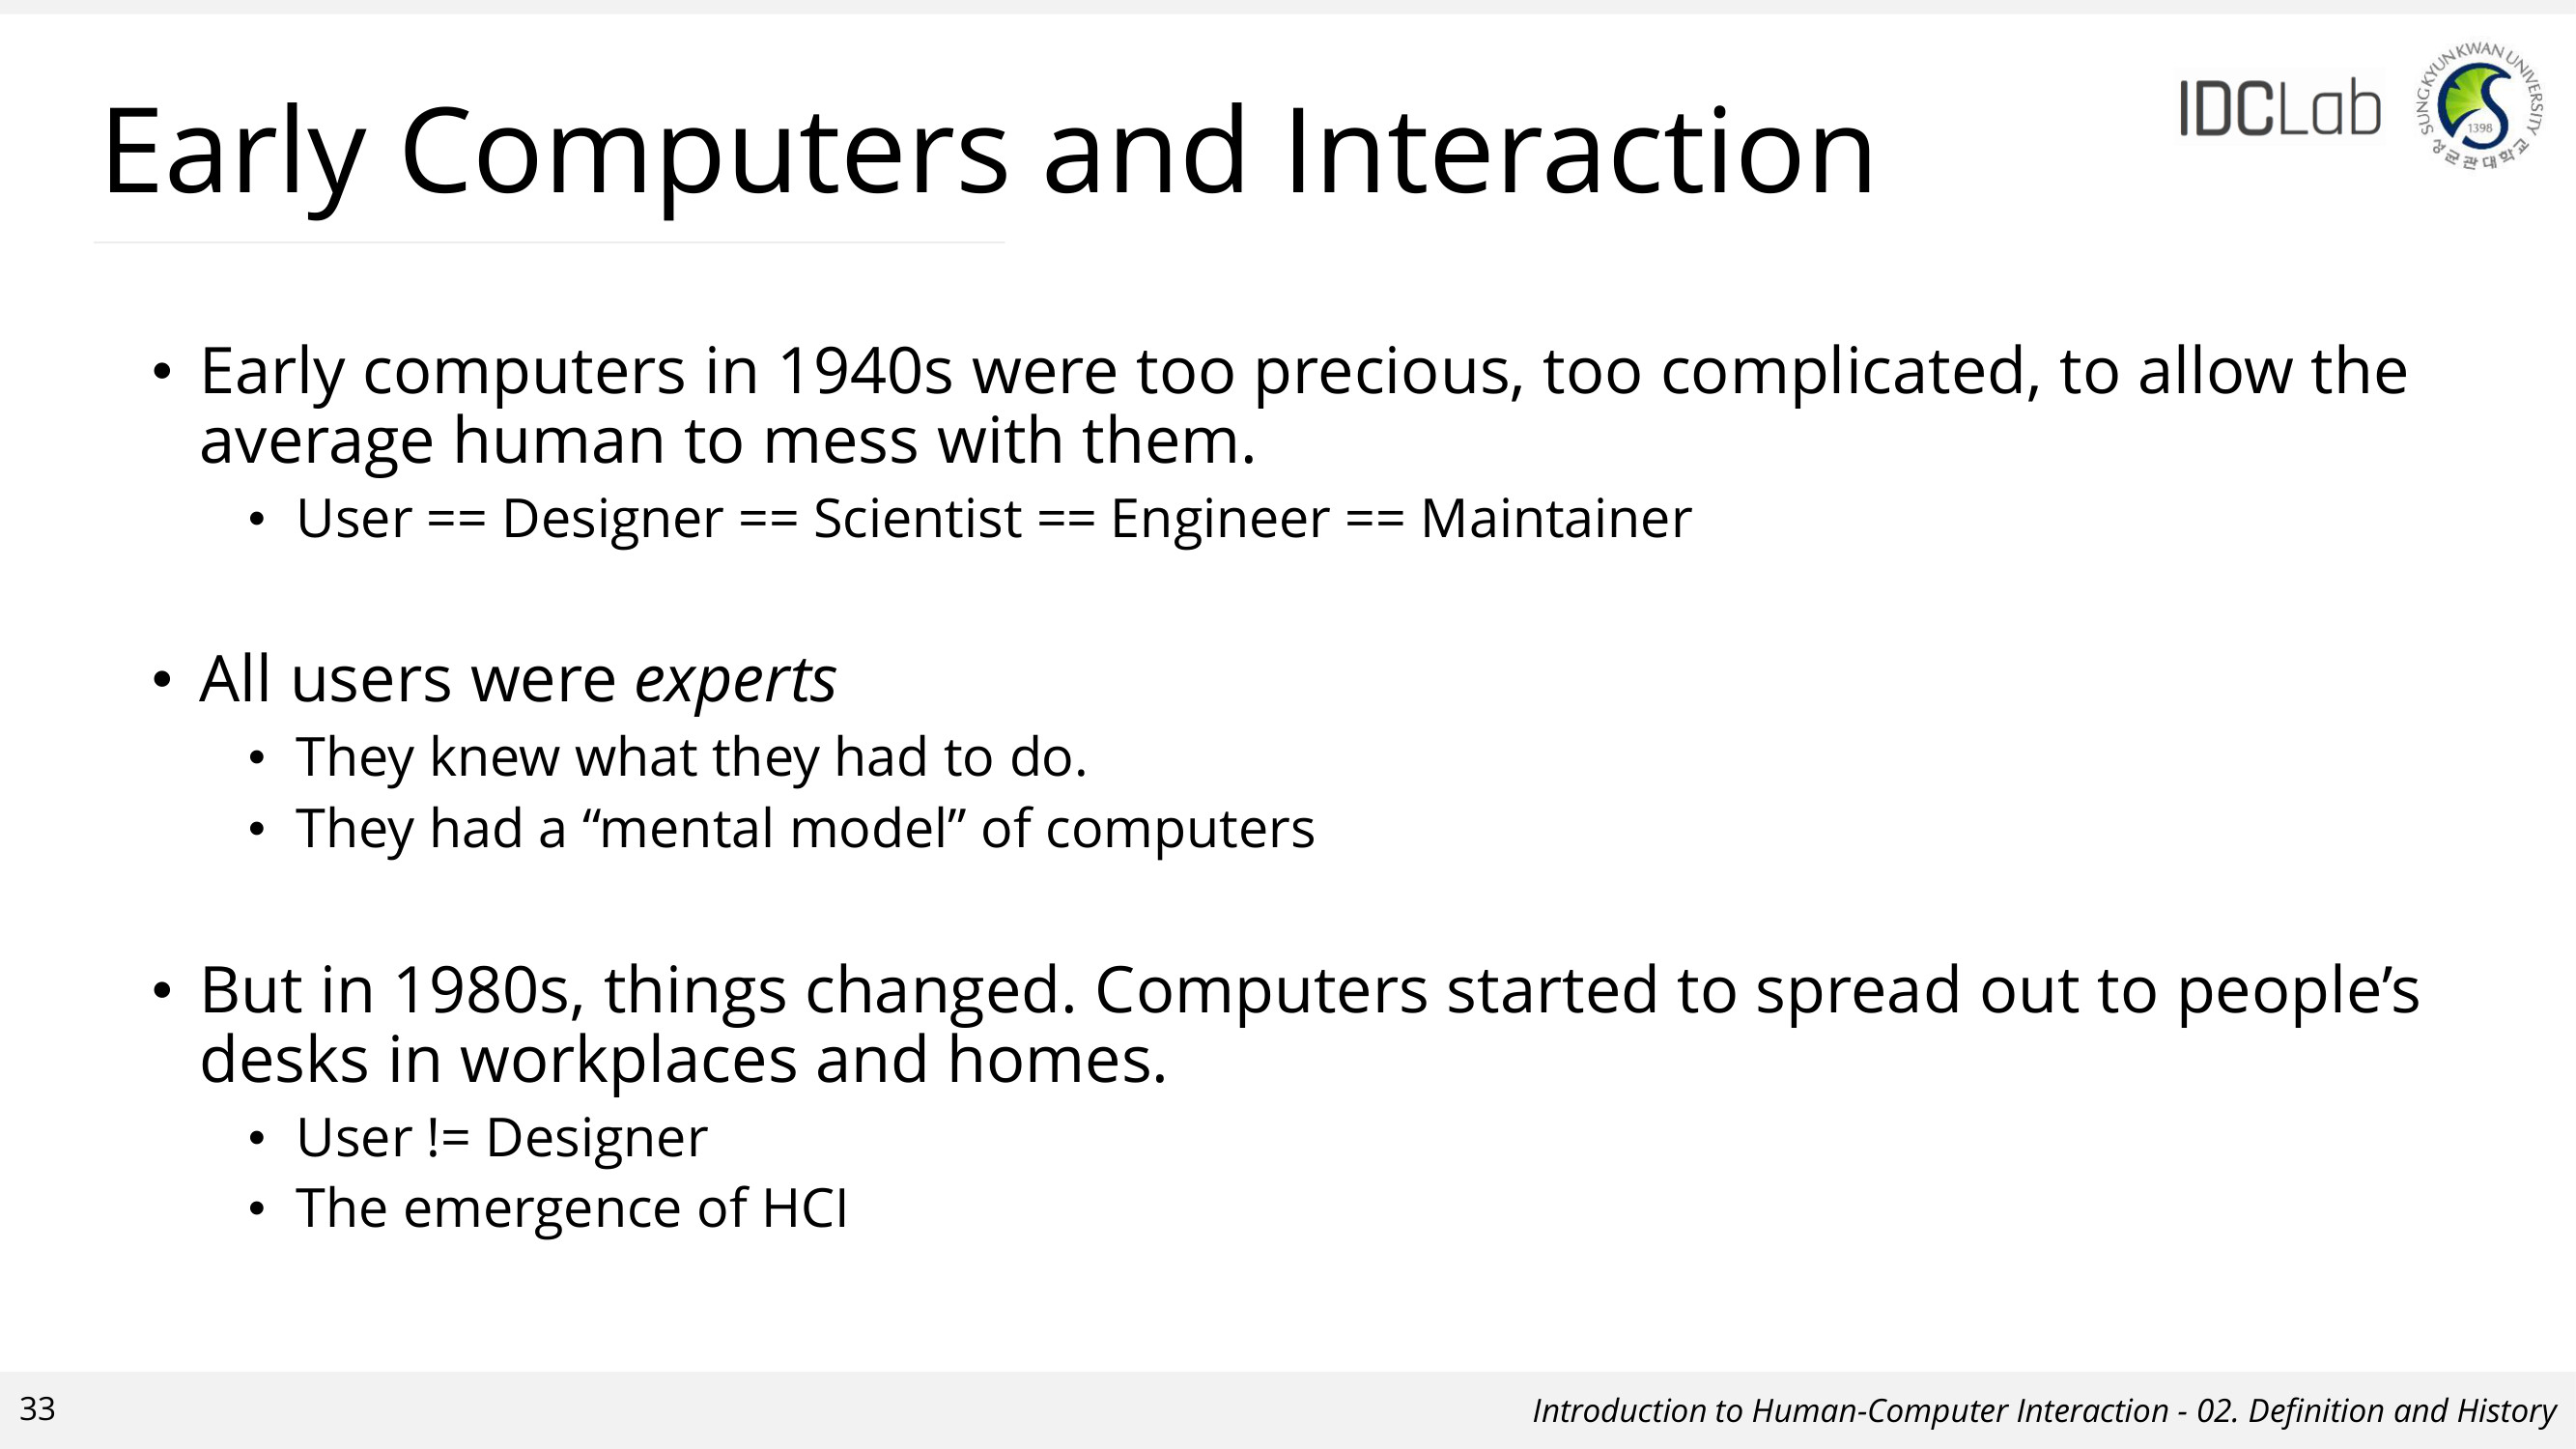 Early Computers and Interaction
IDCLab
SUNGKYUNKWAN UNIVERSITY
1398
성균관대학교
• Early computers in 1940s were too precious, too complicated, to allow the
average human to mess with them.
• User == Designer == Scientist == Engineer == Maintainer
• All users were experts
• They knew what they had to do.
• They had a “mental model” of computers
• But in 1980s, things changed. Computers started to spread out to people’s
desks in workplaces and homes.
• User != Designer
• The emergence of HCI
33
Introduction to Human-Computer Interaction - 02. Definition and History